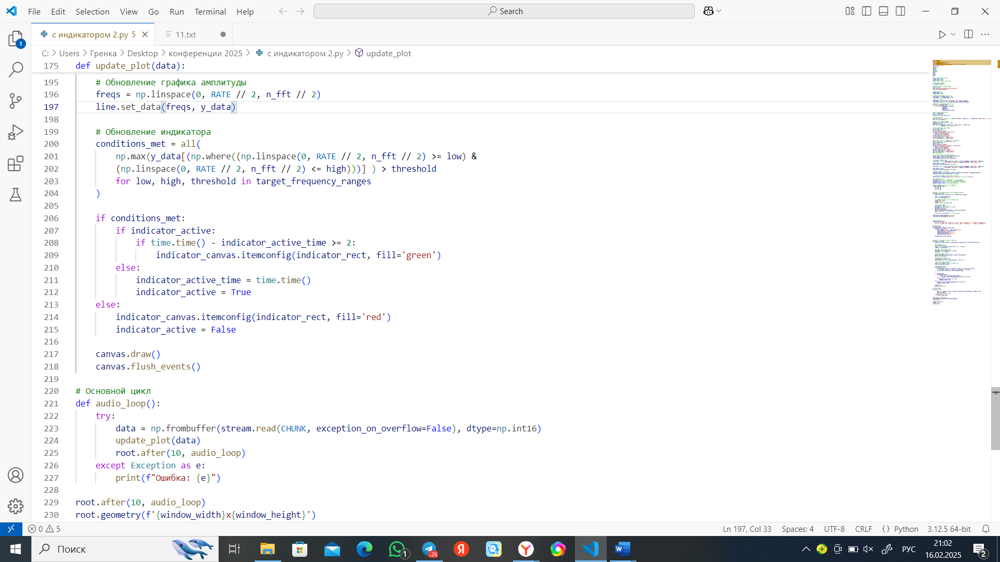 File Edit Selection View Go Run Terminal Help
Search
с индикатором 2.py 5
11.txt
C: > Users > Гренка > Desktop > конференции 2025 > с индикатором 2.py > update_plot
175 def update_plot(data):
195 # Обновление графика амплитуды
196 freqs = np.linspace(0, RATE // 2, n_fft // 2)
197 line.set_data(freqs, y_data)
198
199 # Обновление индикатора
200 conditions_met = all(
201 np.max(y_data[(np.where((np.linspace(0, RATE // 2, n_fft // 2) >= low) &
202 (np.linspace(0, RATE // 2, n_fft // 2) <= high)))] ) > threshold
203 for low, high, threshold in target_frequency_ranges
204 )
205
206 if conditions_met:
207 if indicator_active:
208 if time.time() - indicator_active_time >= 2:
209 indicator_canvas.itemconfig(indicator_rect, fill='green')
210 else:
211 indicator_active_time = time.time()
212 indicator_active = True
213 else:
214 indicator_canvas.itemconfig(indicator_rect, fill='red')
215 indicator_active = False
216
217 canvas.draw()
218 canvas.flush_events()
219
220 # Основной цикл
221 def audio_loop():
222 try:
223 data = np.frombuffer(stream.read(CHUNK, exception_on_overflow=False), dtype=np.int16)
224 update_plot(data)
225 root.after(10, audio_loop)
226 except Exception as e:
227 print(f"Ошибка: {e}")
228
229 root.after(10, audio_loop)
230 root.geometry(f'{window_width}x{window_height}')
1
0 5
Ln 197, Col 33 Spaces: 4 UTF-8 CRLF {} Python 3.12.5 64-bit
Поиск
1
..26
Я
Y
W
РУС
21:02
16.02.2025
2